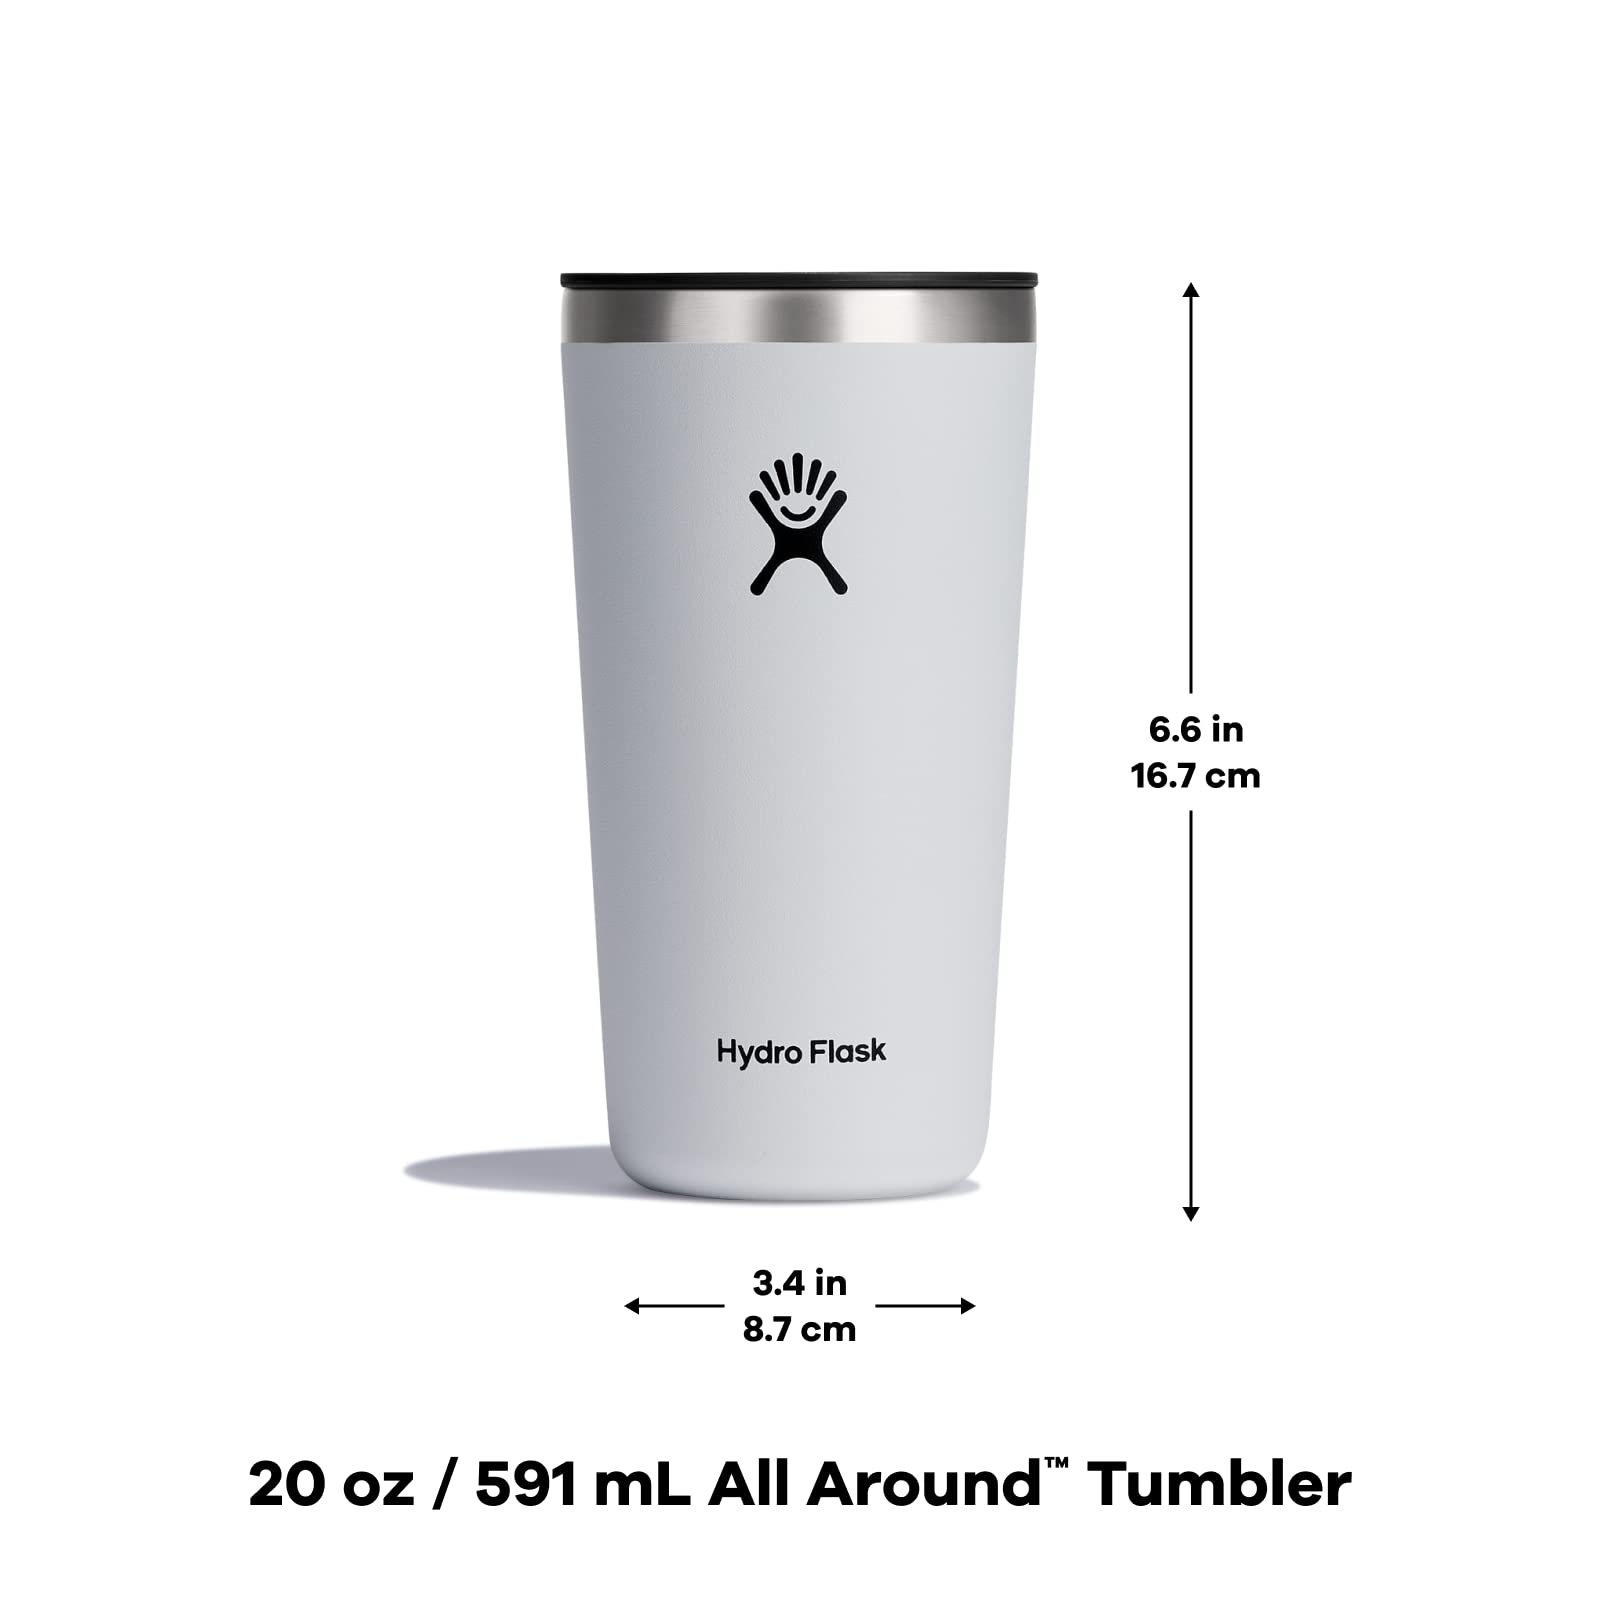 6.6 in
16.7 cm
Hydro Flask
3.4 in
8.7 cm
20 oz / 591 mL All Around™ Tumbler